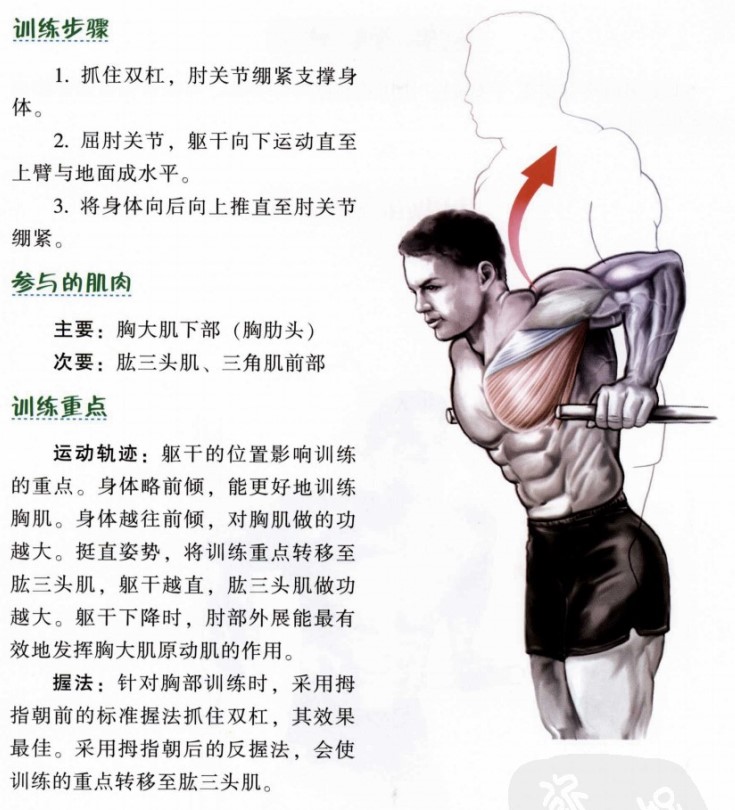 训练步骤
1. 抓住双杠，肘关节绷紧支撑身
体。
2. 屈肘关节，躯干向下运动直至
上臂与地面成水平。
3. 将身体向后向上推直至肘关节
绷紧。
参与的肌肉
主要：胸大肌下部（胸肋头）
次要：肱三头肌、三角肌前部
训练重点
运动轨迹：躯干的位置影响训练
的重点。身体略前倾，能更好地训练
胸肌。身体越往前倾，对胸肌做的功
越大。挺直姿势，将训练重点转移至
肱三头肌，躯干越直，肱三头肌做功
越大。躯干下降时，肘部外展能最有
效地发挥胸大肌原动肌的作用。
握法：针对胸部训练时，采用拇
指朝前的标准握法抓住双杠，其效果
最佳。采用拇指朝后的反握法，会使
训练的重点转移至肱三头肌。